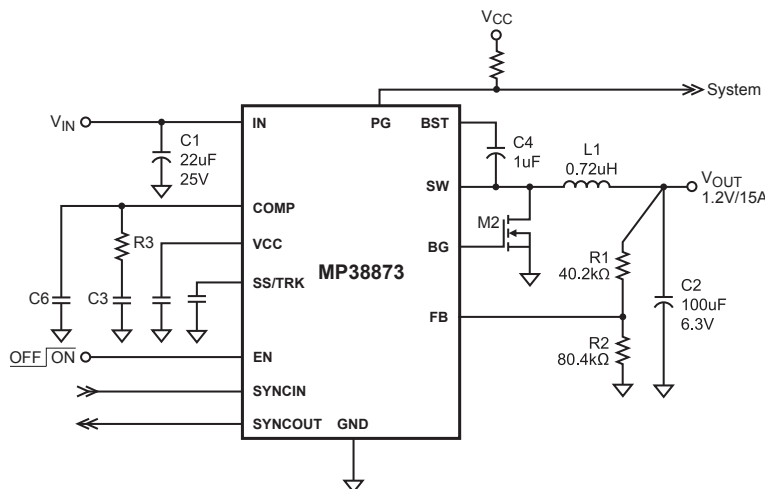 VCC
System
VIN
IN
PG
BST
C1
22uF
25V
C4
1uF
L1
0.72uH
SW
VOUT
1.2V/15A
COMP
R3
M2
VCC
BG
MP38873
R1
40.2kΩ
SS/TRK
C6
C3
C2
100uF
6.3V
FB
R2
80.4kΩ
OFF ON
EN
SYNCIN
SYNCOUT
GND